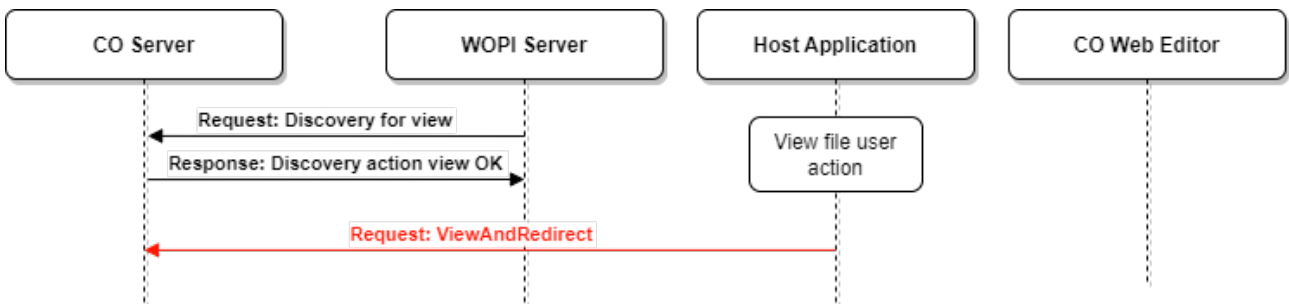 CO Server
WOPI Server
Host Application
CO Web Editor
Request: Discovery for view
View file user
action
Response: Discovery action view OK
Request: ViewAndRedirect